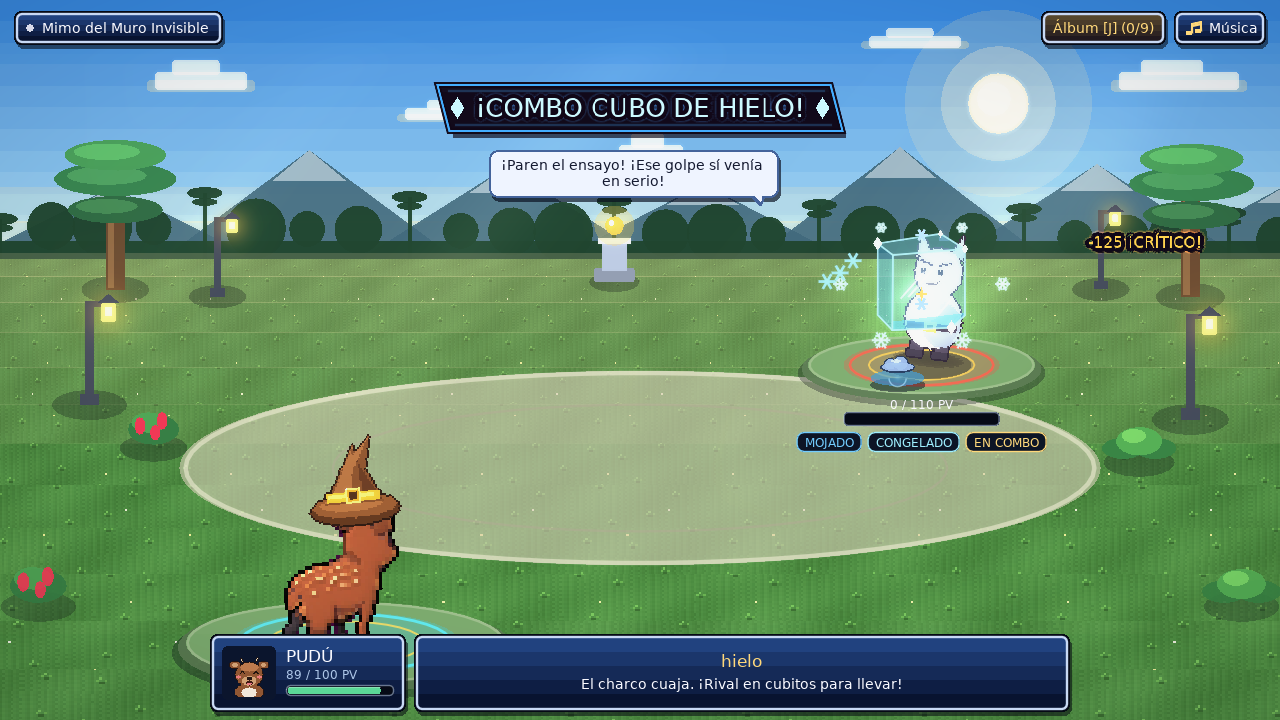 Mimo del Muro Invisible
Álbum [J] (0/9)
Música
¡COMBO CUBO DE HIELO!
¡Paren el ensayo! ¡Ese golpe sí venía
en serio!
-125 ¡CRÍTICO!
0 / 110 PV
MOJADO
CONGELADO
EN COMBO
PUDÚ
89 / 100 PV
hielo
El charco cuaja. ¡Rival en cubitos para llevar!